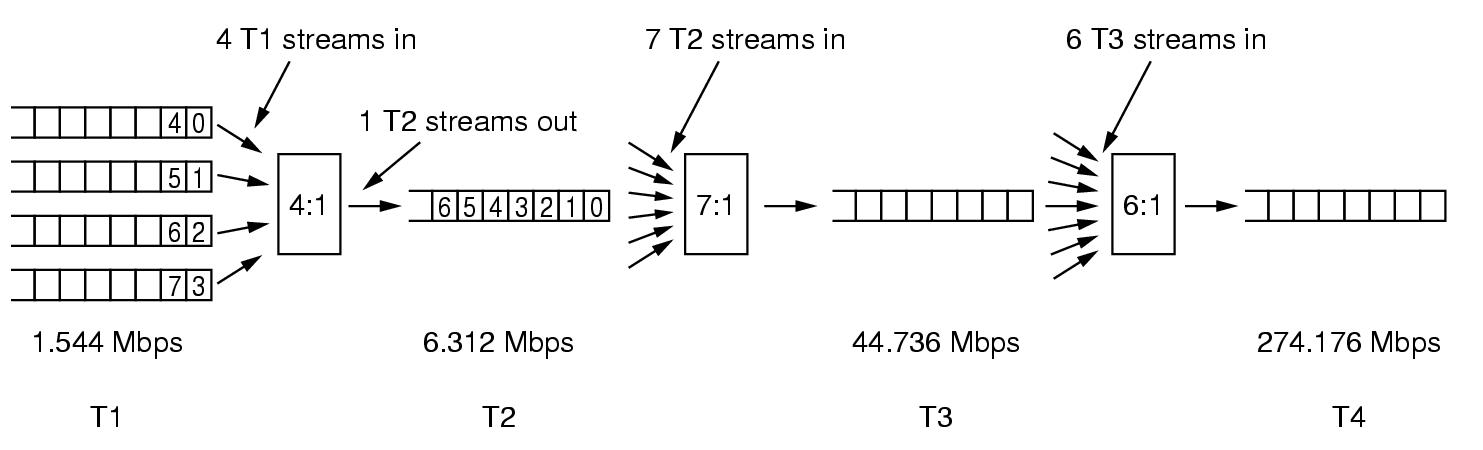 4 T1 streams in
7 T2 streams in
6 T3 streams in
1 T2 streams out
4 0
5 1
6 2
7 3
4:1
6 5 4 3 2 1 0
7:1
6:1
1.544 Mbps
6.312 Mbps
44.736 Mbps
274.176 Mbps
T1
T2
T3
T4